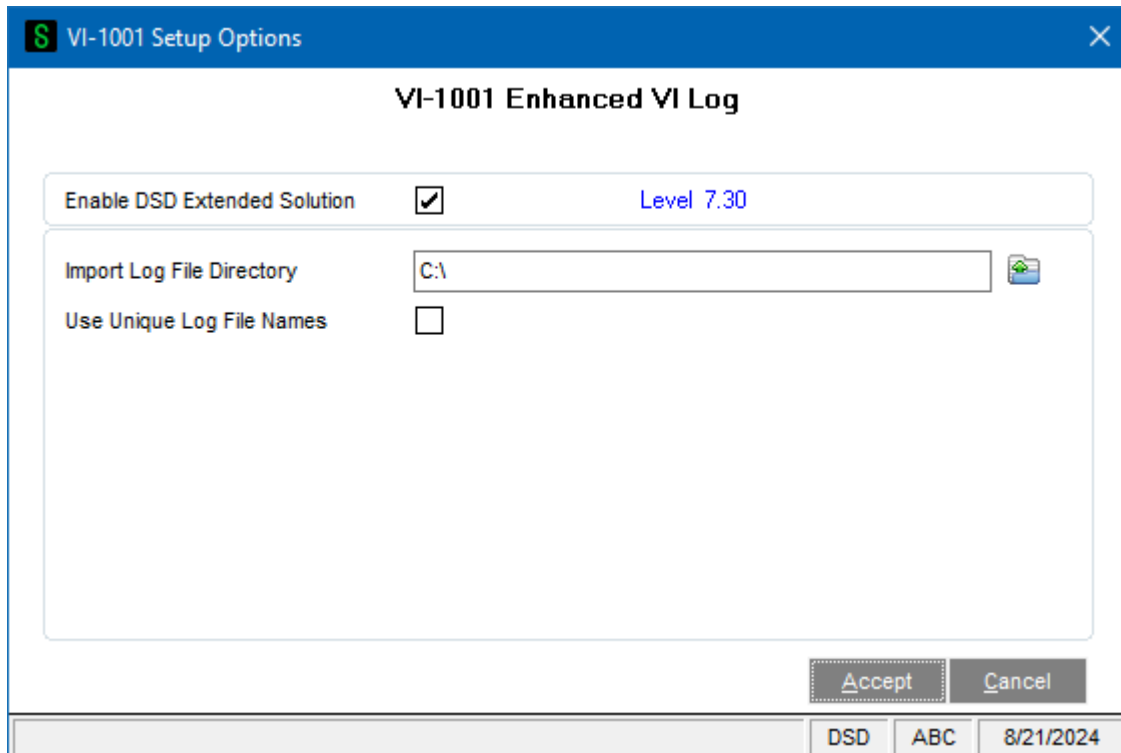 S VI-1001 Setup Options
VI-1001 Enhanced VI Log
Enable DSD Extended Solution Level 7.30
Import Log File Directory C:\
Use Unique Log File Names
Accept Cancel
DSD ABC 8/21/2024